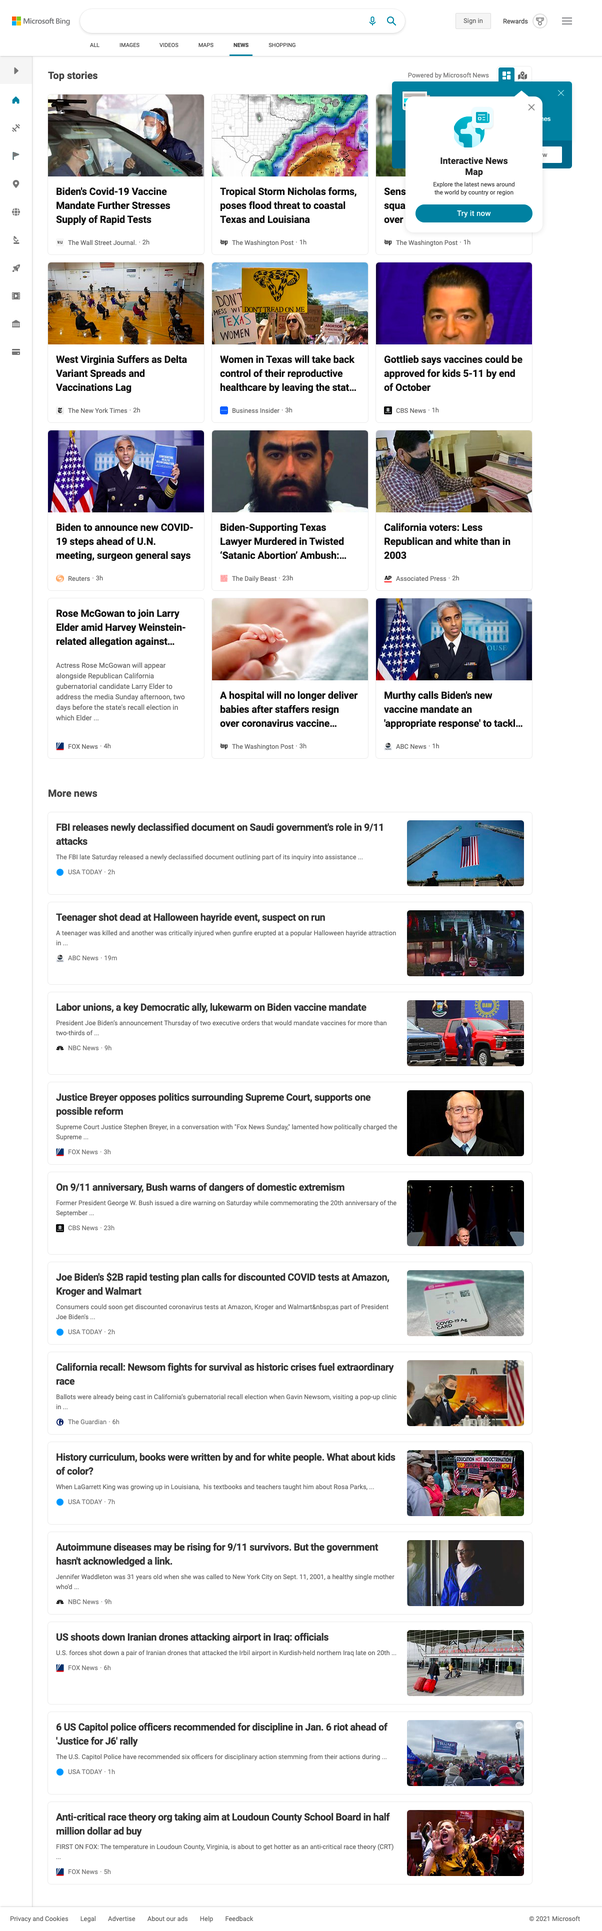 Microsoft Bing
Sign in
Rewards
ALL
IMAGES
VIDEOS
MAPS
NEWS
SHOPPING
Top stories
Powered by Microsoft News
Interactive News
Map
Explore the latest news around
the world by country or region
Try it now
Biden's Covid-19 Vaccine
Mandate Further Stresses
Supply of Rapid Tests
The Wall Street Journal. · 2h
Tropical Storm Nicholas forms,
poses flood threat to coastal
Texas and Louisiana
The Washington Post · 1h
Sens
squa
over
The Washington Post · 1h
DON'T
MESS WITH
TEXAS
WOMEN
DON'T TREAD ON ME
West Virginia Suffers as Delta
Variant Spreads and
Vaccinations Lag
The New York Times · 2h
Women in Texas will take back
control of their reproductive
healthcare by leaving the stat...
Business Insider · 3h
Gottlieb says vaccines could be
approved for kids 5-11 by end
of October
CBS News · 1h
Biden to announce new COVID-
19 steps ahead of U.N.
meeting, surgeon general says
Reuters · 3h
Biden-Supporting Texas
Lawyer Murdered in Twisted
'Satanic Abortion' Ambush:...
The Daily Beast · 23h
California voters: Less
Republican and white than in
2003
AP Associated Press · 2h
Rose McGowan to join Larry
Elder amid Harvey Weinstein-
related allegation against...
Actress Rose McGowan will appear
alongside Republican California
gubernatorial candidate Larry Elder to
address the media Sunday afternoon, two
days before the state's recall election in
which Elder ...
FOX News · 4h
A hospital will no longer deliver
babies after staffers resign
over coronavirus vaccine...
The Washington Post · 3h
Murthy calls Biden's new
vaccine mandate an
'appropriate response' to tackl...
ABC News · 1h
More news
FBI releases newly declassified document on Saudi government's role in 9/11
attacks
The FBI late Saturday released a newly declassified document outlining part of its inquiry into assistance ...
USA TODAY · 2h
Teenager shot dead at Halloween hayride event, suspect on run
A teenager was killed and another was critically injured when gunfire erupted at a popular Halloween hayride attraction
in ...
ABC News · 19m
Labor unions, a key Democratic ally, lukewarm on Biden vaccine mandate
President Joe Biden's announcement Thursday of two executive orders that would mandate vaccines for more than
two-thirds of ...
NBC News · 9h
Justice Breyer opposes politics surrounding Supreme Court, supports one
possible reform
Supreme Court Justice Stephen Breyer, in a conversation with "Fox News Sunday," lamented how politically charged the
Supreme ...
FOX News · 3h
On 9/11 anniversary, Bush warns of dangers of domestic extremism
Former President George W. Bush issued a dire warning on Saturday while commemorating the 20th anniversary of the
September ...
CBS News · 23h
Joe Biden's $2B rapid testing plan calls for discounted COVID tests at Amazon,
Kroger and Walmart
Consumers could soon get discounted coronavirus tests at Amazon, Kroger and Walmart&nbsp;as part of President
Joe Biden's ...
USA TODAY · 2h
COVID-19 Ag
CARD
California recall: Newsom fights for survival as historic crises fuel extraordinary
race
Ballots were already being cast in California's gubernatorial recall election when Gavin Newsom, visiting a pop-up clinic
in ...
The Guardian · 6h
History curriculum, books were written by and for white people. What about kids
of color?
When LaGarrett King was growing up in Louisiana, his textbooks and teachers taught him about Rosa Parks, ...
USA TODAY · 7h
EDUCATION NOT INDOCTRINATION
Autoimmune diseases may be rising for 9/11 survivors. But the government
hasn't acknowledged a link.
Jennifer Waddleton was 31 years old when she was called to New York City on Sept. 11, 2001, a healthy single mother
who'd ...
NBC News · 9h
US shoots down Iranian drones attacking airport in Iraq: officials
U.S. forces shot down a pair of Iranian drones that attacked the Irbil airport in Kurdish-held northern Iraq late on 20th ...
FOX News · 6h
6 US Capitol police officers recommended for discipline in Jan. 6 riot ahead of
'Justice for J6' rally
The U.S. Capitol Police have recommended six officers for disciplinary action stemming from their actions during ...
USA TODAY · 1h
Anti-critical race theory org taking aim at Loudoun County School Board in half
million dollar ad buy
FIRST ON FOX: The temperature in Loudoun County, Virginia, is about to get hotter as an anti-critical race theory (CRT)
...
FOX News · 5h
Privacy and Cookies
Legal
Advertise
About our ads
Help
Feedback
© 2021 Microsoft